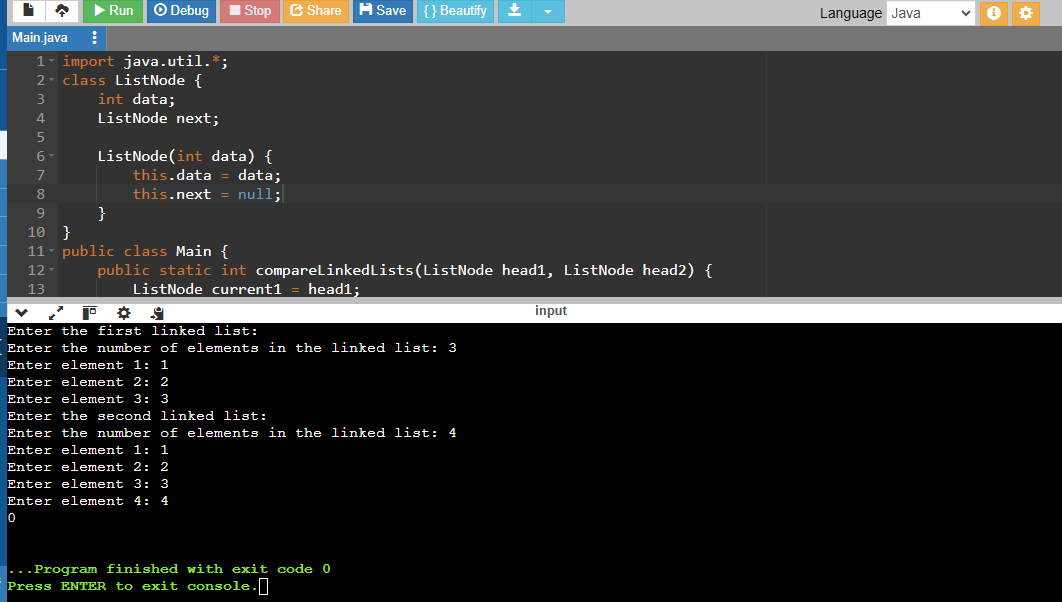 Run Debug Stop Share Save { } Beautify Language Java
Main.java
1 import java.util.*;
2 class ListNode {
3 int data;
4 ListNode next;
5
6 ListNode(int data) {
7 this.data = data;
8 this.next = null;
9 }
10 }
11 public class Main {
12 public static int compareLinkedLists(ListNode head1, ListNode head2) {
13 ListNode current1 = head1;
input
Enter the first linked list:
Enter the number of elements in the linked list: 3
Enter element 1: 1
Enter element 2: 2
Enter element 3: 3
Enter the second linked list:
Enter the number of elements in the linked list: 4
Enter element 1: 1
Enter element 2: 2
Enter element 3: 3
Enter element 4: 4
0
...Program finished with exit code 0
Press ENTER to exit console.